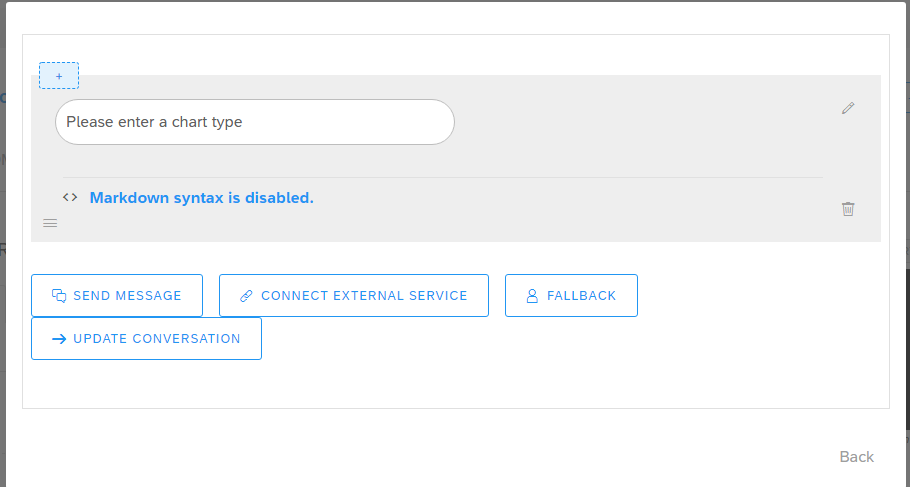 +
Please enter a chart type
<> Markdown syntax is disabled.
SEND MESSAGE
CONNECT EXTERNAL SERVICE
FALLBACK
UPDATE CONVERSATION
Back